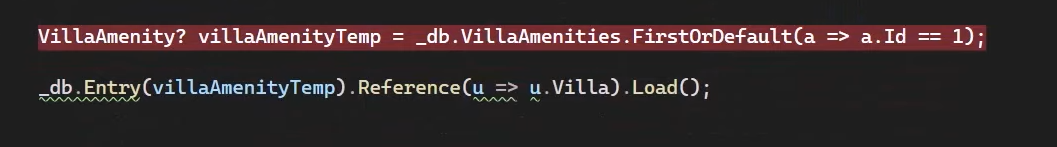 VillaAmenity? villaAmenityTemp = _db.VillaAmenities.FirstOrDefault(a => a.Id == 1);
_db.Entry(villaAmenityTemp).Reference(u => u.Villa).Load();